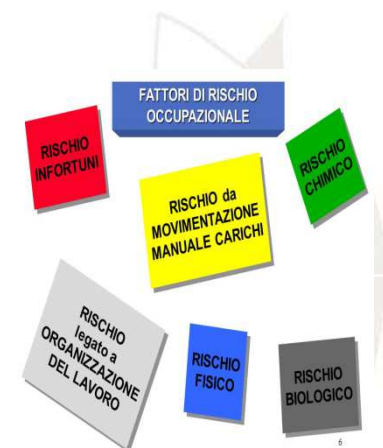 FATTORI DI RISCHIO
OCCUPAZIONALE
RISCHIO
INFORTUNI
RISCHIO
CHIMICO
RISCHIO da
MOVIMENTAZIONE
MANUALE CARICHI
RISCHIO
legato a
ORGANIZZAZIONE
DEL LAVORO
RISCHIO
FISICO
RISCHIO
BIOLOGICO
6